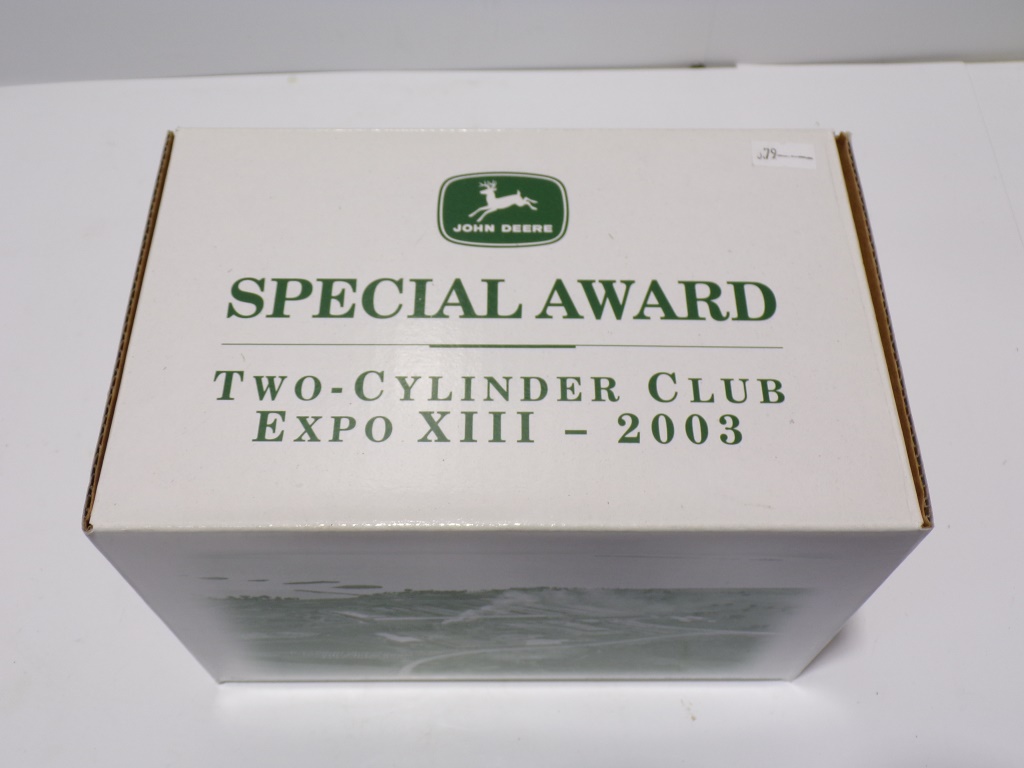 JOHN DEERE
SPECIAL AWARD
TWO-CYLINDER CLUB
EXPO XIII – 2003